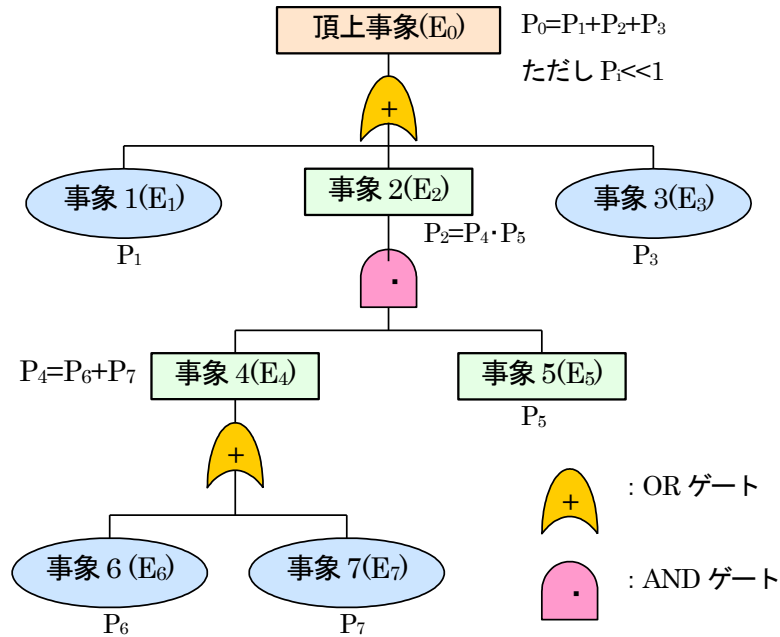 頂上事象(E₀)
P₀=P₁+P₂+P₃
ただし Pᵢ<<1
+
事象 1(E₁)
事象 2(E₂)
事象 3(E₃)
P₁
P₂=P₄·P₅
P₃
·
P₄=P₆+P₇
事象 4(E₄)
事象 5(E₅)
P₅
+
: OR ゲート
+
事象 6 (E₆)
事象 7(E₇)
: AND ゲート
·
P₆
P₇